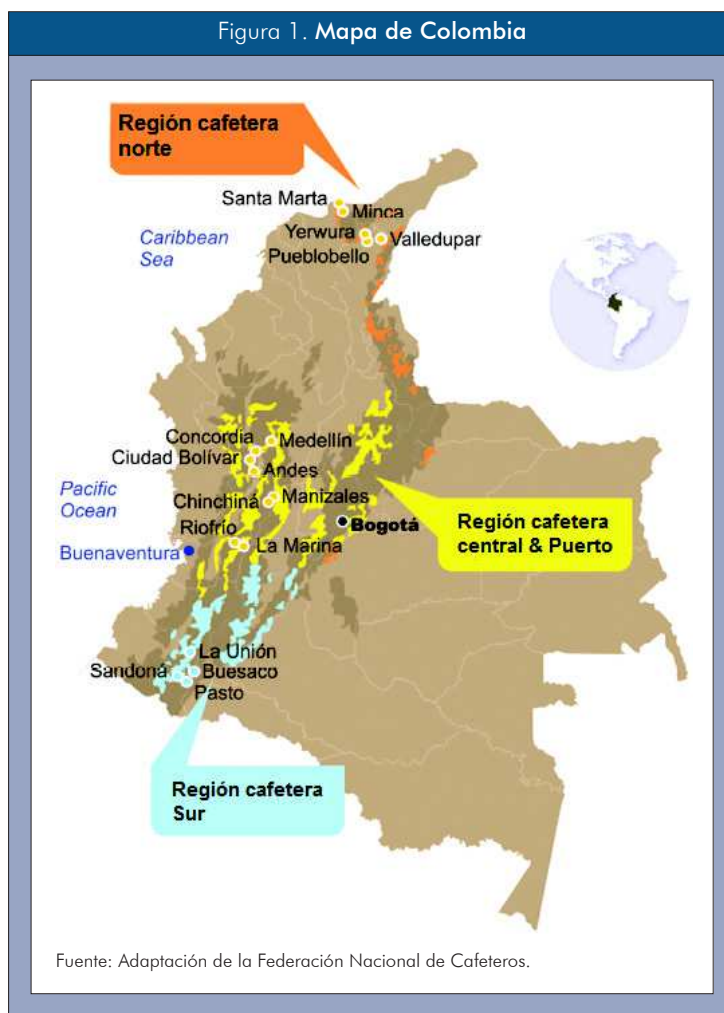 Figura 1. Mapa de Colombia
Región cafetera
norte
Santa Marta
Minca
Caribbean
Sea
Yerwura
Valledupar
Pueblobello
Concordia
Medellín
Ciudad Bolívar
Andes
Pacific
Ocean
Chinchiná
Manizales
Riofrío
Bogotá
Región cafetera
central & Puerto
Buenaventura
La Marina
La Unión
Sandoná
Buesaco
Pasto
Región cafetera
Sur
Fuente: Adaptación de la Federación Nacional de Cafeteros.